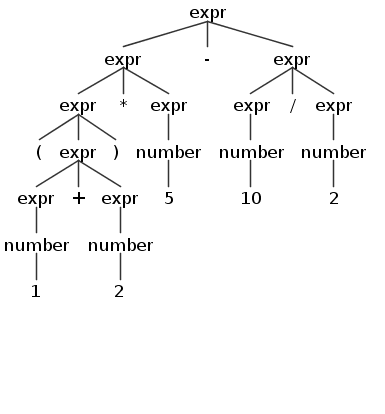 expr
expr - expr
expr * expr expr / expr
( expr ) number number number
expr + expr 5 10 2
number number
1 2